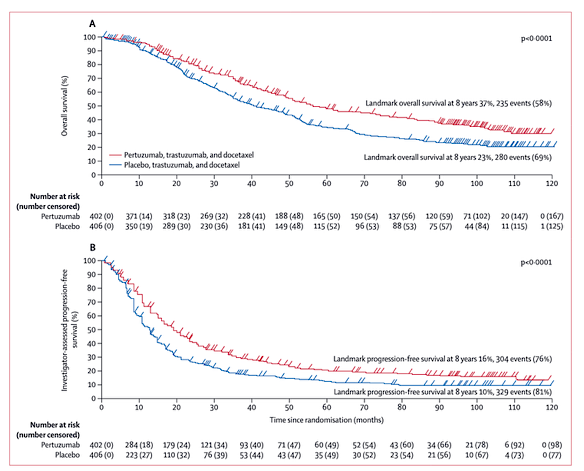 A
100
90
80
70
60
50
40
30
20
10
0
Overall survival (%)
p<0·0001
Landmark overall survival at 8 years 37%, 235 events (58%)
Landmark overall survival at 8 years 23%, 280 events (69%)
Pertuzumab, trastuzumab, and docetaxel
Placebo, trastuzumab, and docetaxel
0 10 20 30 40 50 60 70 80 90 100 110 120
Number at risk
(number censored)
Pertuzumab 402 (0) 371 (14) 318 (23) 269 (32) 228 (41) 188 (48) 165 (50) 150 (54) 137 (56) 120 (59) 71 (102) 20 (147) 0 (167)
Placebo 406 (0) 350 (19) 289 (30) 230 (36) 181 (41) 149 (48) 115 (52) 96 (53) 88 (53) 75 (57) 44 (84) 11 (115) 1 (125)
B
100
90
80
70
60
50
40
30
20
10
0
Investigator-assessed progression-free
survival (%)
p<0·0001
Landmark progression-free survival at 8 years 16%, 304 events (76%)
Landmark progression-free survival at 8 years 10%, 329 events (81%)
0 10 20 30 40 50 60 70 80 90 100 110 120
Time since randomisation (months)
Number at risk
(number censored)
Pertuzumab 402 (0) 284 (18) 179 (24) 121 (34) 93 (40) 71 (47) 60 (49) 52 (54) 43 (60) 34 (66) 21 (78) 6 (92) 0 (98)
Placebo 406 (0) 223 (27) 110 (32) 76 (39) 53 (44) 43 (47) 35 (49) 30 (52) 23 (54) 21 (56) 10 (67) 4 (73) 0 (77)